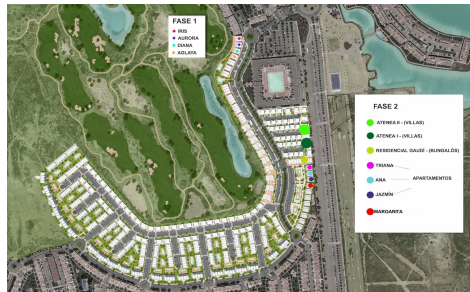 FASE 1
IRIS
AURORA
DIANA
AGLAYA
FASE 2
ATENEA II - (VILLAS)
ATENEA I - (VILLAS)
RESIDENCIAL GAUDÍ - (BUNGALÓS)
TRIANA
ANA
APARTAMENTOS
JAZMÍN
MARGARITA